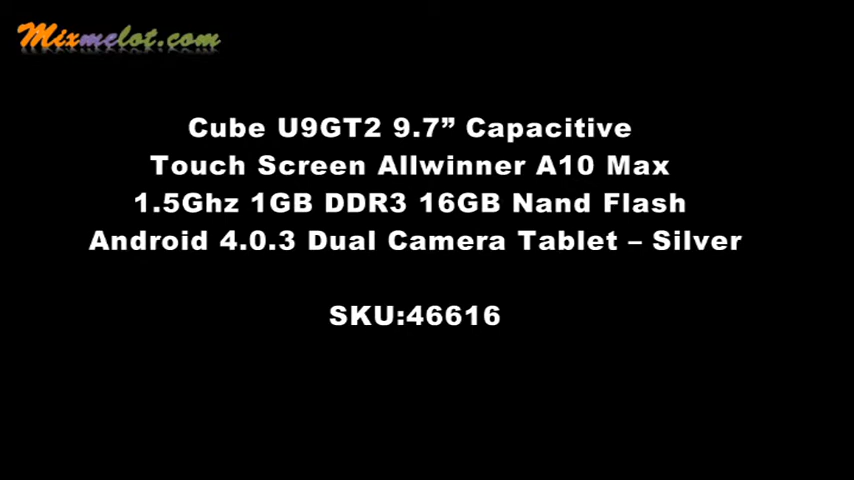 Mixmelot.com
Cube U9GT2 9.7” Capacitive
Touch Screen Allwinner A10 Max
1.5Ghz 1GB DDR3 16GB Nand Flash
Android 4.0.3 Dual Camera Tablet – Silver
SKU:46616